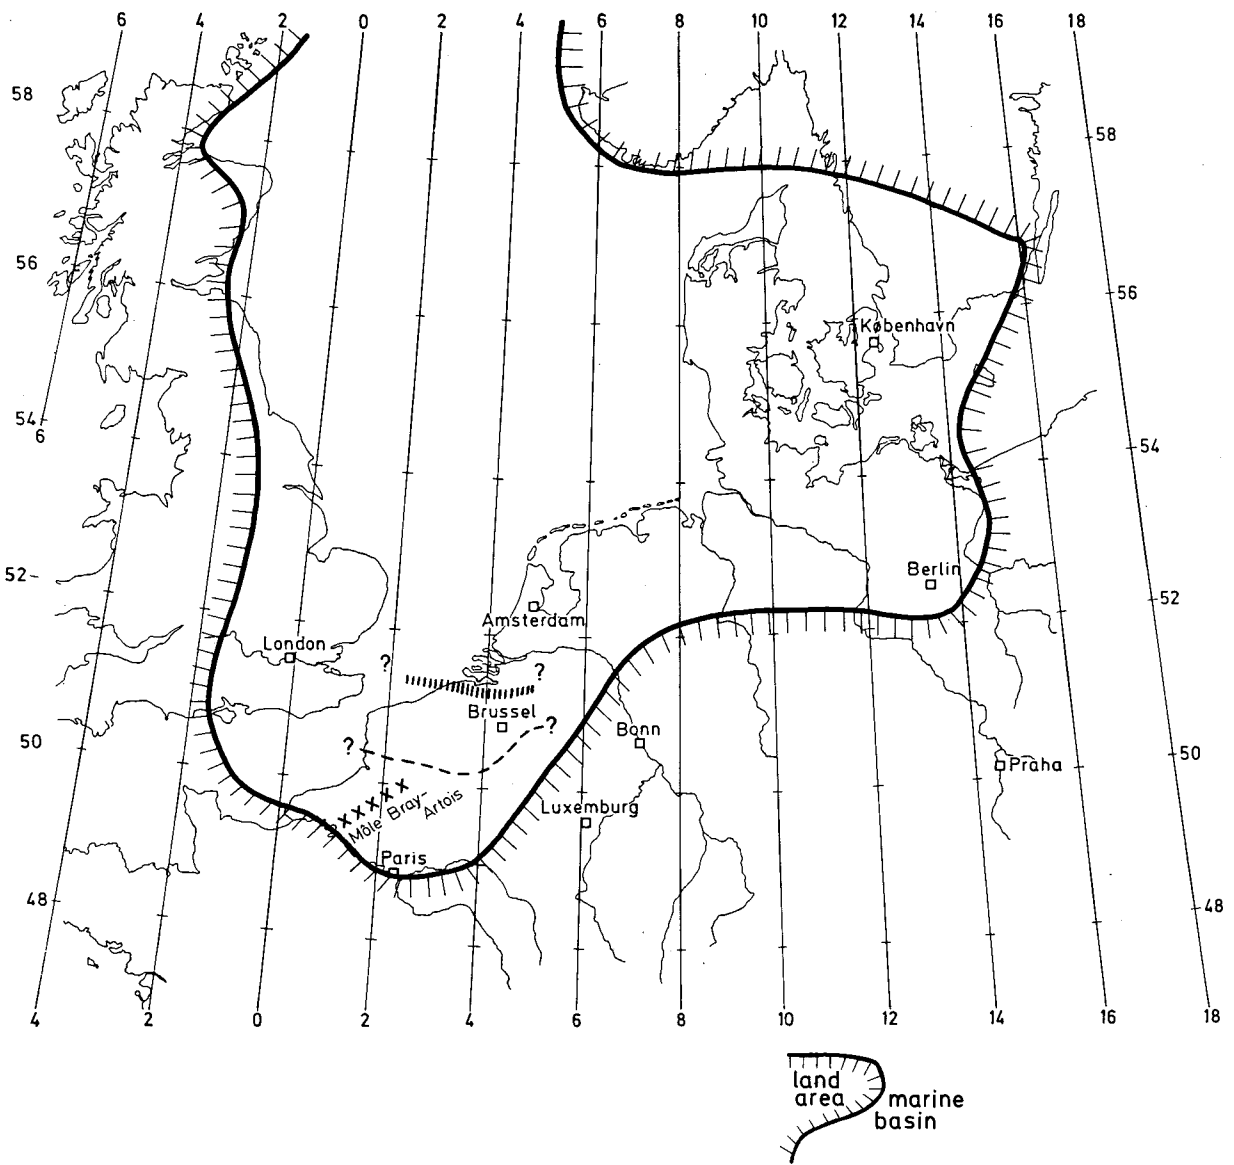 6 4 2 0 2 4 6 8 10 12 14 16 18
58
58
56
56
København
54
6
54
52
Berlin
52
Amsterdam
London
?
?
Brussel
50
?
?
Bonn
50
Praha
Môle Bray-
Artois
Luxemburg
Paris
48
48
4 2 0 2 4 6 8 10 12 14 16 18
land
area
marine
basin